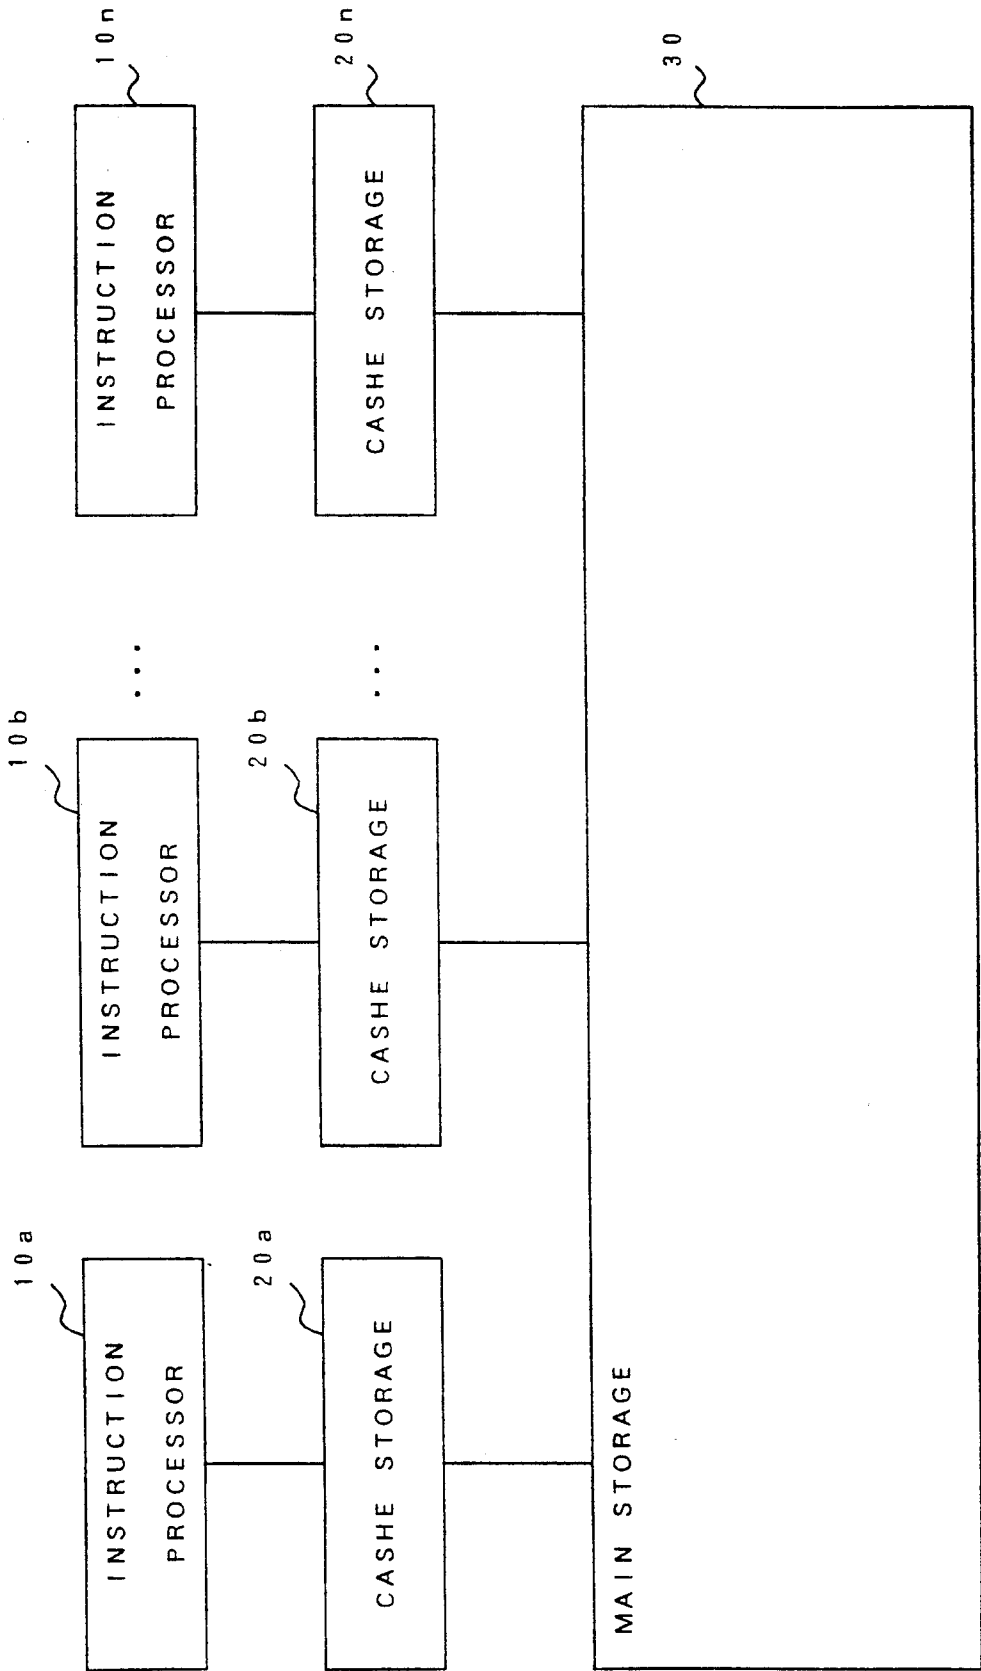 10a
INSTRUCTION
PROCESSOR
10b
INSTRUCTION
PROCESSOR
...
10n
INSTRUCTION
PROCESSOR
20a
CASHE STORAGE
20b
CASHE STORAGE
...
20n
CASHE STORAGE
30
MAIN STORAGE